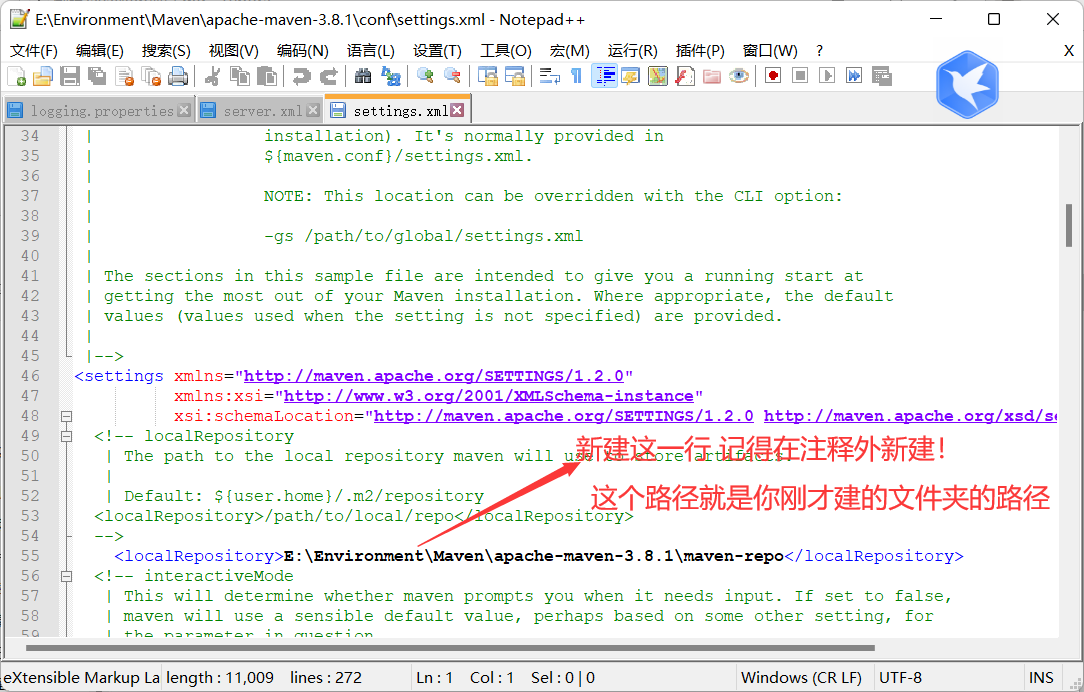 E:\Environment\Maven\apache-maven-3.8.1\conf\settings.xml - Notepad++
文件(F) 编辑(E) 搜索(S) 视图(V) 编码(N) 语言(L) 设置(T) 工具(O) 宏(M) 运行(R) 插件(P) 窗口(W) ? X
logging.properties server.xml settings.xml
34 | installation). It's normally provided in
35 | ${maven.conf}/settings.xml.
36 |
37 | NOTE: This location can be overridden with the CLI option:
38 |
39 | -gs /path/to/global/settings.xml
40 |
41 | The sections in this sample file are intended to give you a running start at
42 | getting the most out of your Maven installation. Where appropriate, the default
43 | values (values used when the setting is not specified) are provided.
44 |
45 |-->
46 <settings xmlns="http://maven.apache.org/SETTINGS/1.2.0"
47 xmlns:xsi="http://www.w3.org/2001/XMLSchema-instance"
48 xsi:schemaLocation="http://maven.apache.org/SETTINGS/1.2.0 http://maven.apache.org/xsd/se
49 <!-- localRepository
新建这一行 记得在注释外新建！
50 | The path to the local repository maven will use to store artifacts.
51 |
这个路径就是你刚才建的文件夹的路径
52 | Default: ${user.home}/.m2/repository
53 <localRepository>/path/to/local/repo</localRepository>
54 -->
55 <localRepository>E:\Environment\Maven\apache-maven-3.8.1\maven-repo</localRepository>
56 <!-- interactiveMode
57 | This will determine whether maven prompts you when it needs input. If set to false,
58 | maven will use a sensible default value, perhaps based on some other setting, for
59 | the parameter in question
eXtensible Markup La length : 11,009 lines : 272 Ln : 1 Col : 1 Sel : 0 | 0 Windows (CR LF) UTF-8 INS